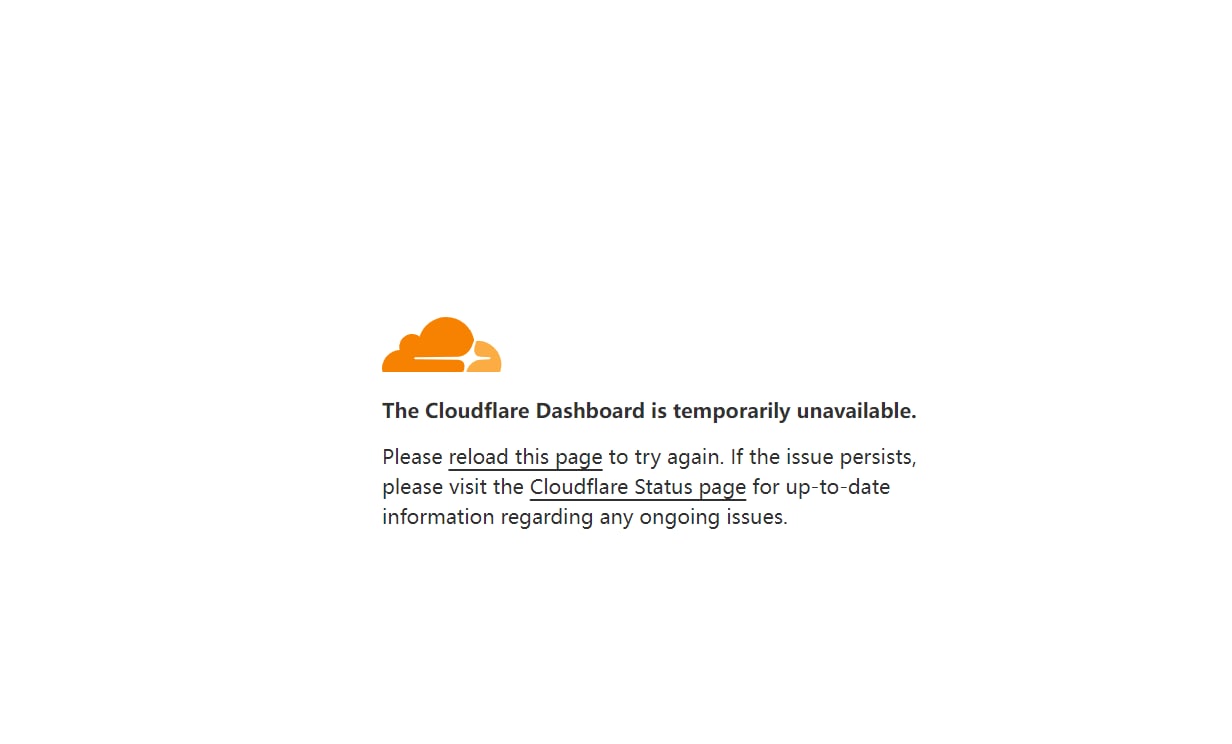 The Cloudflare Dashboard is temporarily unavailable.
Please reload this page to try again. If the issue persists,
please visit the Cloudflare Status page for up-to-date
information regarding any ongoing issues.